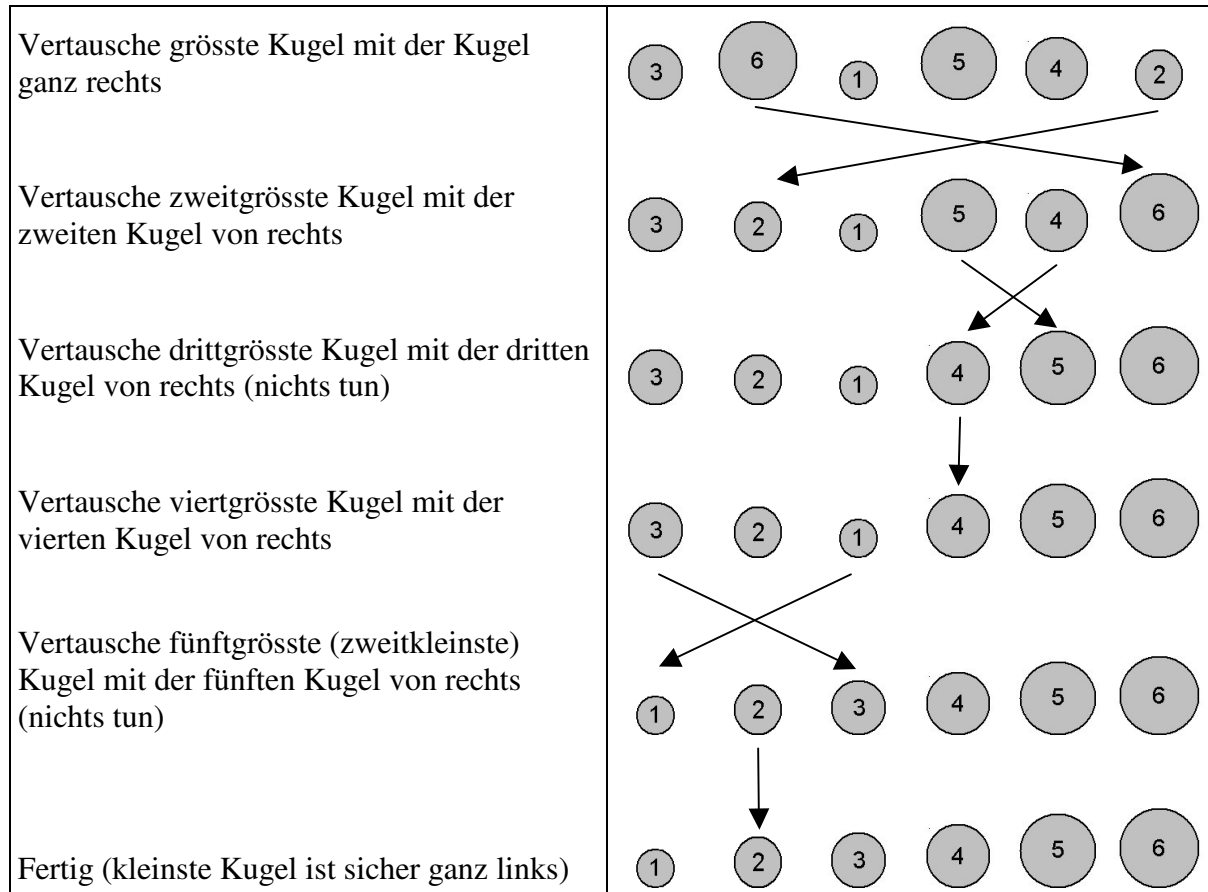 Vertausche grösste Kugel mit der Kugel
ganz rechts
3 6 1 5 4 2
Vertausche zweitgrösste Kugel mit der
zweiten Kugel von rechts
3 2 1 5 4 6
Vertausche drittgrösste Kugel mit der dritten
Kugel von rechts (nichts tun)
3 2 1 4 5 6
Vertausche viertgrösste Kugel mit der
vierten Kugel von rechts
3 2 1 4 5 6
Vertausche fünftgrösste (zweitkleinste)
Kugel mit der fünften Kugel von rechts
(nichts tun)
1 2 3 4 5 6
Fertig (kleinste Kugel ist sicher ganz links)
1 2 3 4 5 6